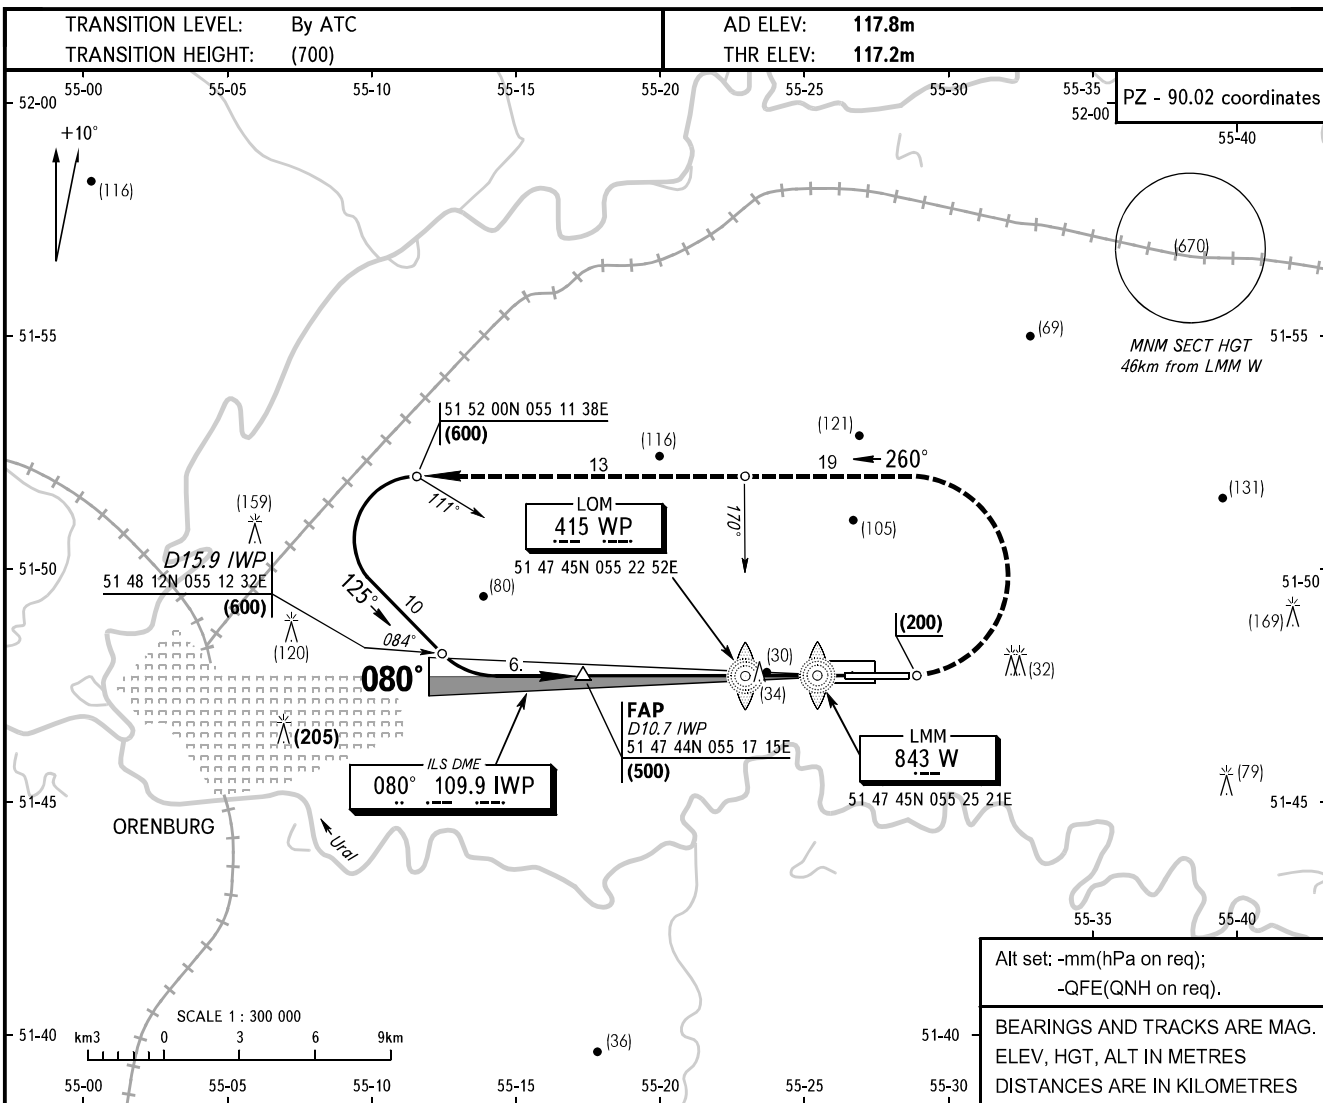 TRANSITION LEVEL: By ATC
TRANSITION HEIGHT: (700)
AD ELEV: 117.8m
THR ELEV: 117.2m
55-00 55-05 55-10 55-15 55-20 55-25 55-30 55-35
52-00
52-00
PZ - 90.02 coordinates
55-40
+10°
(116)
(670)
MNM SECT HGT
46km from LMM W
51-55
51-55
(69)
51 52 00N 055 11 38E
(600)
(116)
(121)
13
19
260°
111°
170°
(159)
(131)
LOM
415 WP
51 47 45N 055 22 52E
(105)
D15.9 IWP
51 48 12N 055 12 32E
(600)
51-50
51-50
125°
10
(80)
(200)
(169)
(120)
084°
080°
6.
(30)
(34)
(32)
(205)
FAP
D10.7 IWP
51 47 44N 055 17 15E
(500)
LMM
843 W
51 47 45N 055 25 21E
ILS DME
080° 109.9 IWP
(79)
51-45
51-45
ORENBURG
Ural
55-35 55-40
Alt set: -mm(hPa on req);
-QFE(QNH on req).
SCALE 1 : 300 000
km3 0 3 6 9km
51-40
51-40
(36)
BEARINGS AND TRACKS ARE MAG.
ELEV, HGT, ALT IN METRES
DISTANCES ARE IN KILOMETRES
55-00 55-05 55-10 55-15 55-20 55-25 55-30